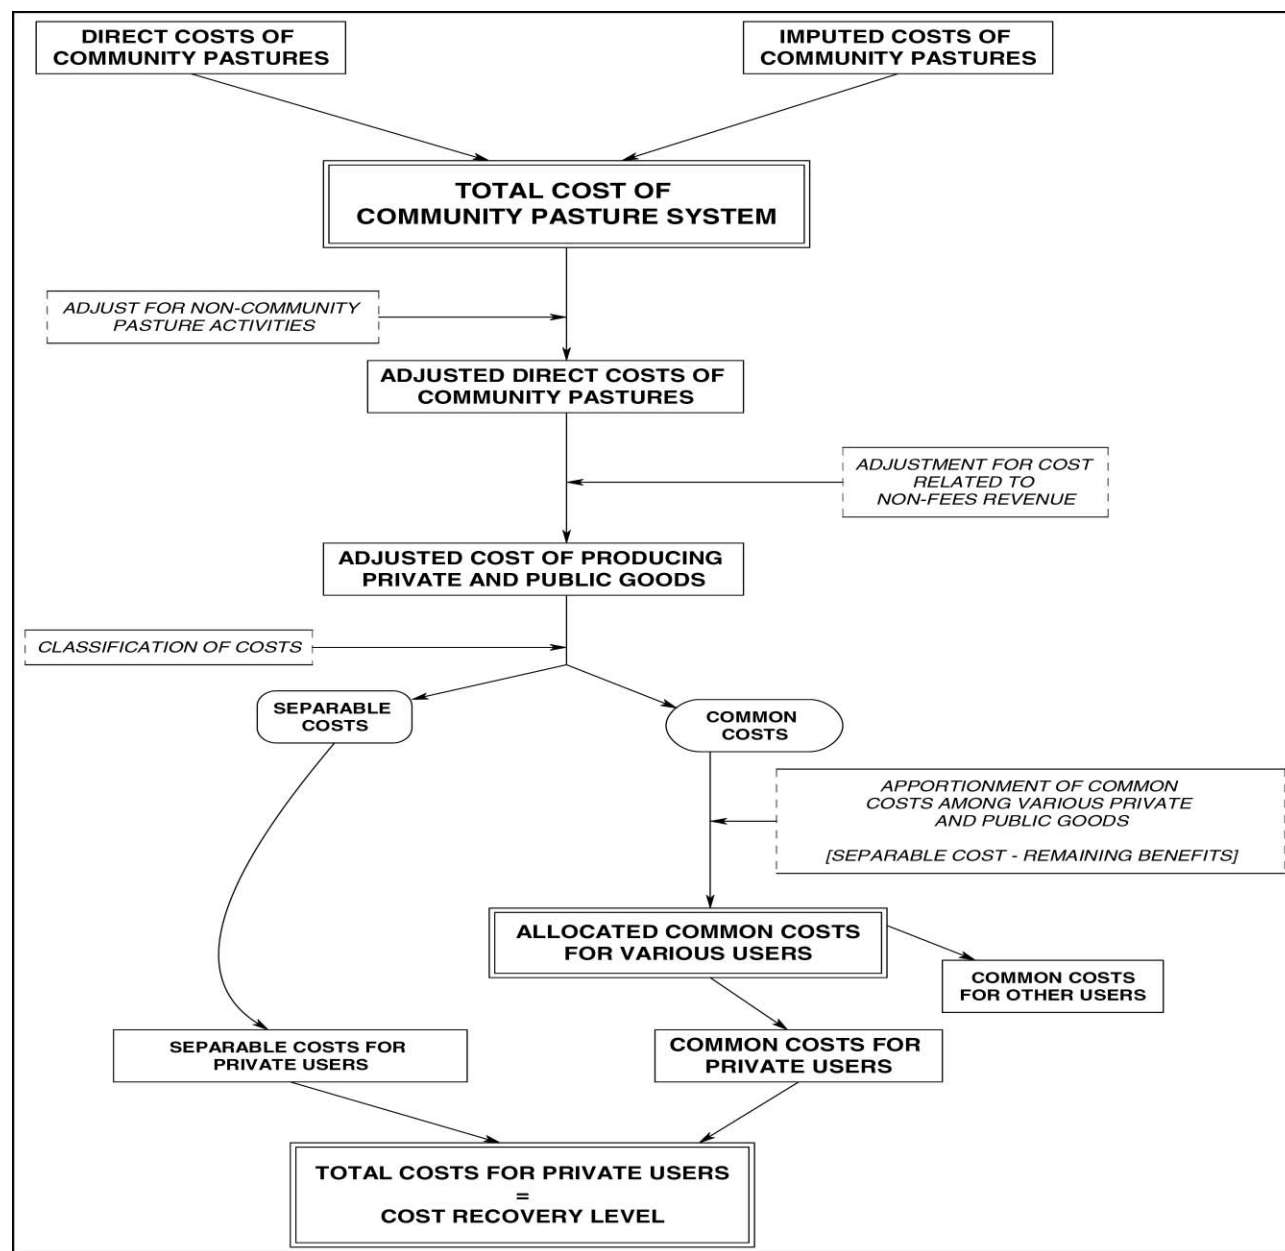 DIRECT COSTS OF
COMMUNITY PASTURES
IMPUTED COSTS OF
COMMUNITY PASTURES
TOTAL COST OF
COMMUNITY PASTURE SYSTEM
ADJUST FOR NON-COMMUNITY
PASTURE ACTIVITIES
ADJUSTED DIRECT COSTS OF
COMMUNITY PASTURES
ADJUSTMENT FOR COST
RELATED TO
NON-FEES REVENUE
ADJUSTED COST OF PRODUCING
PRIVATE AND PUBLIC GOODS
CLASSIFICATION OF COSTS
SEPARABLE
COSTS
COMMON
COSTS
APPORTIONMENT OF COMMON
COSTS AMONG VARIOUS PRIVATE
AND PUBLIC GOODS
[SEPARABLE COST - REMAINING BENEFITS]
ALLOCATED COMMON COSTS
FOR VARIOUS USERS
COMMON COSTS
FOR OTHER USERS
SEPARABLE COSTS FOR
PRIVATE USERS
COMMON COSTS FOR
PRIVATE USERS
TOTAL COSTS FOR PRIVATE USERS
=
COST RECOVERY LEVEL